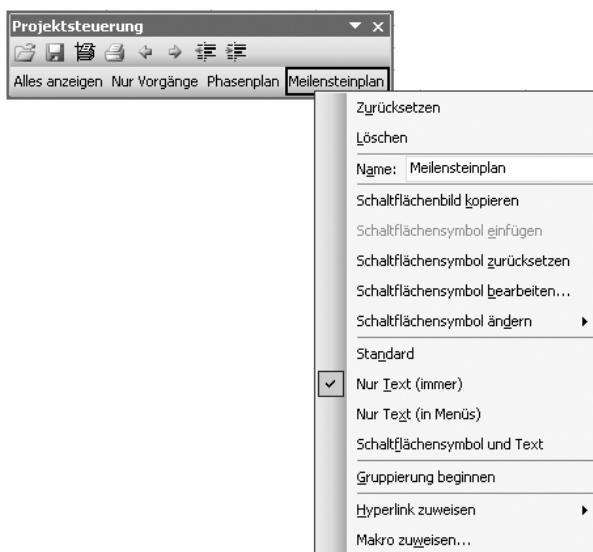 Projektsteuerung
Alles anzeigen Nur Vorgänge Phasenplan Meilensteinplan
Zurücksetzen
Löschen
Name: Meilensteinplan
Schaltflächenbild kopieren
Schaltflächensymbol einfügen
Schaltflächensymbol zurücksetzen
Schaltflächensymbol bearbeiten...
Schaltflächensymbol ändern
Standard
Nur Text (immer)
Nur Text (in Menüs)
Schaltflächensymbol und Text
Gruppierung beginnen
Hyperlink zuweisen
Makro zuweisen...